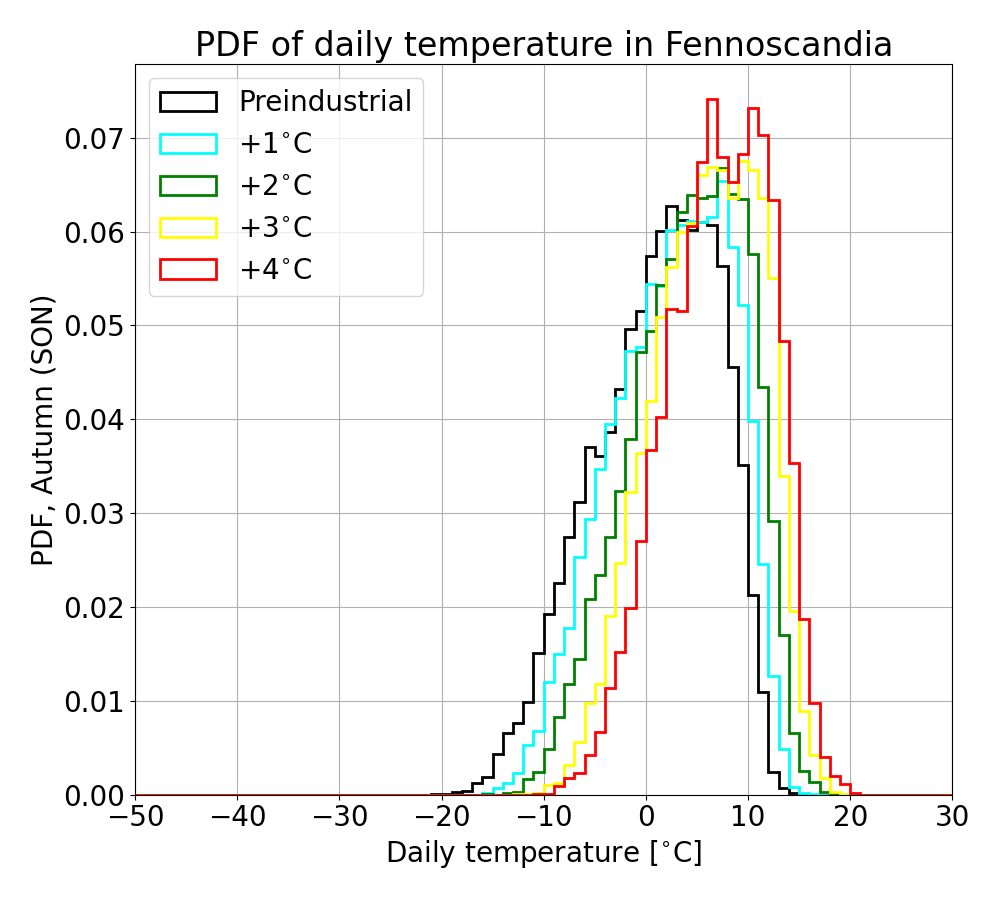 PDF of daily temperature in Fennoscandia
Preindustrial
+1°C
+2°C
+3°C
+4°C
PDF, Autumn (SON)
0.07
0.06
0.05
0.04
0.03
0.02
0.01
0.00
−50 −40 −30 −20 −10 0 10 20 30
Daily temperature [°C]